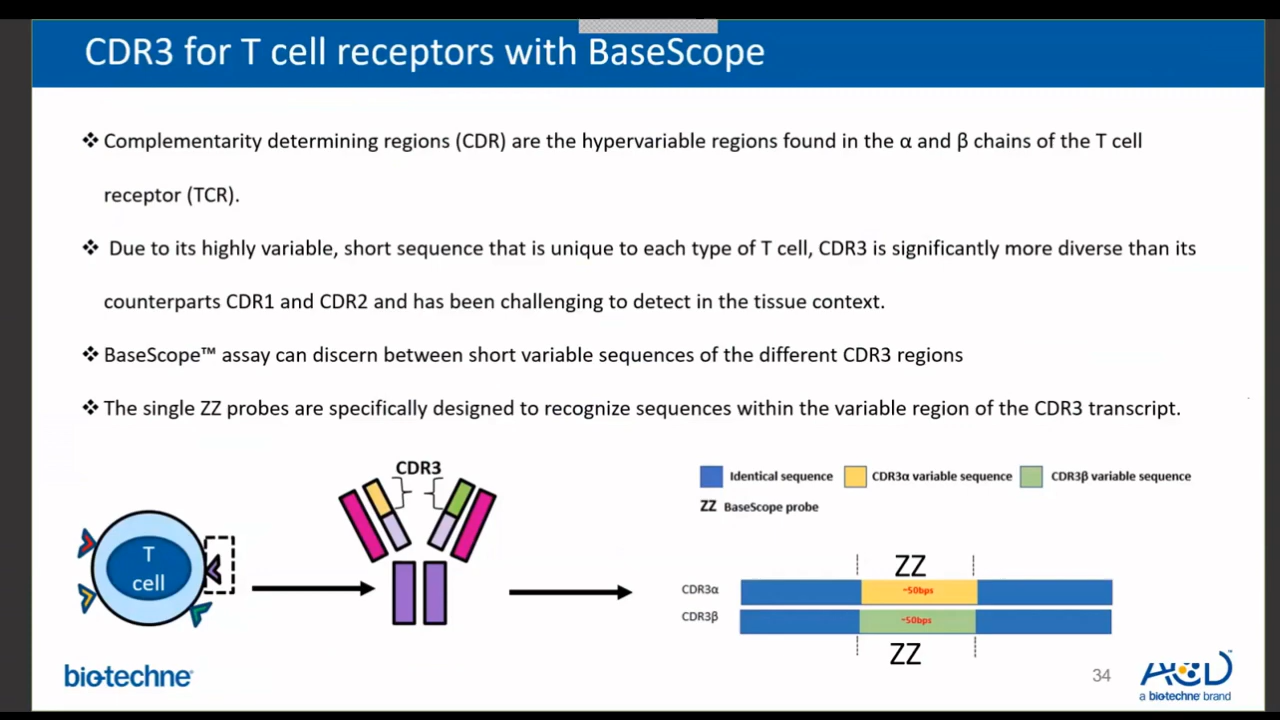 CDR3 for T cell receptors with BaseScope
❖ Complementarity determining regions (CDR) are the hypervariable regions found in the α and β chains of the T cell
receptor (TCR).
❖ Due to its highly variable, short sequence that is unique to each type of T cell, CDR3 is significantly more diverse than its
counterparts CDR1 and CDR2 and has been challenging to detect in the tissue context.
❖ BaseScope™ assay can discern between short variable sequences of the different CDR3 regions
❖ The single ZZ probes are specifically designed to recognize sequences within the variable region of the CDR3 transcript.
CDR3
Identical sequence CDR3α variable sequence CDR3β variable sequence
ZZ BaseScope probe
T
cell
ZZ
CDR3α ~50bps
CDR3β ~50bps
ZZ
bio-techne®
34
ACD™
a biotechne® brand